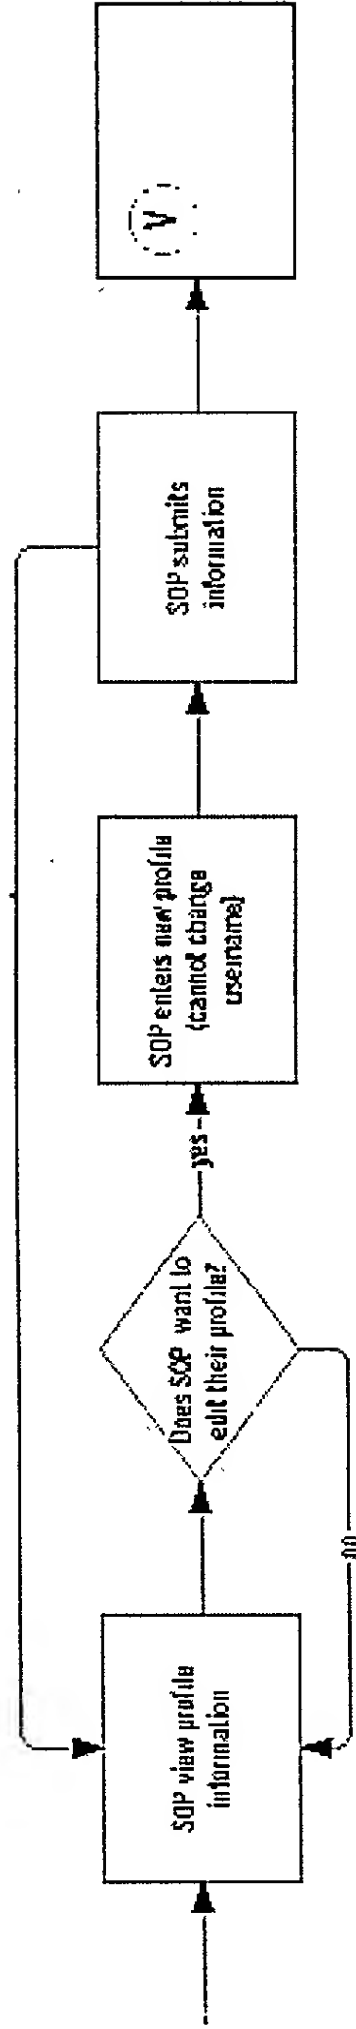 SOP view profile
information
Does SOP want to
edit their profile?
yes
no
SOP enters new profile
(cannot change
username)
SOP submits
information
V